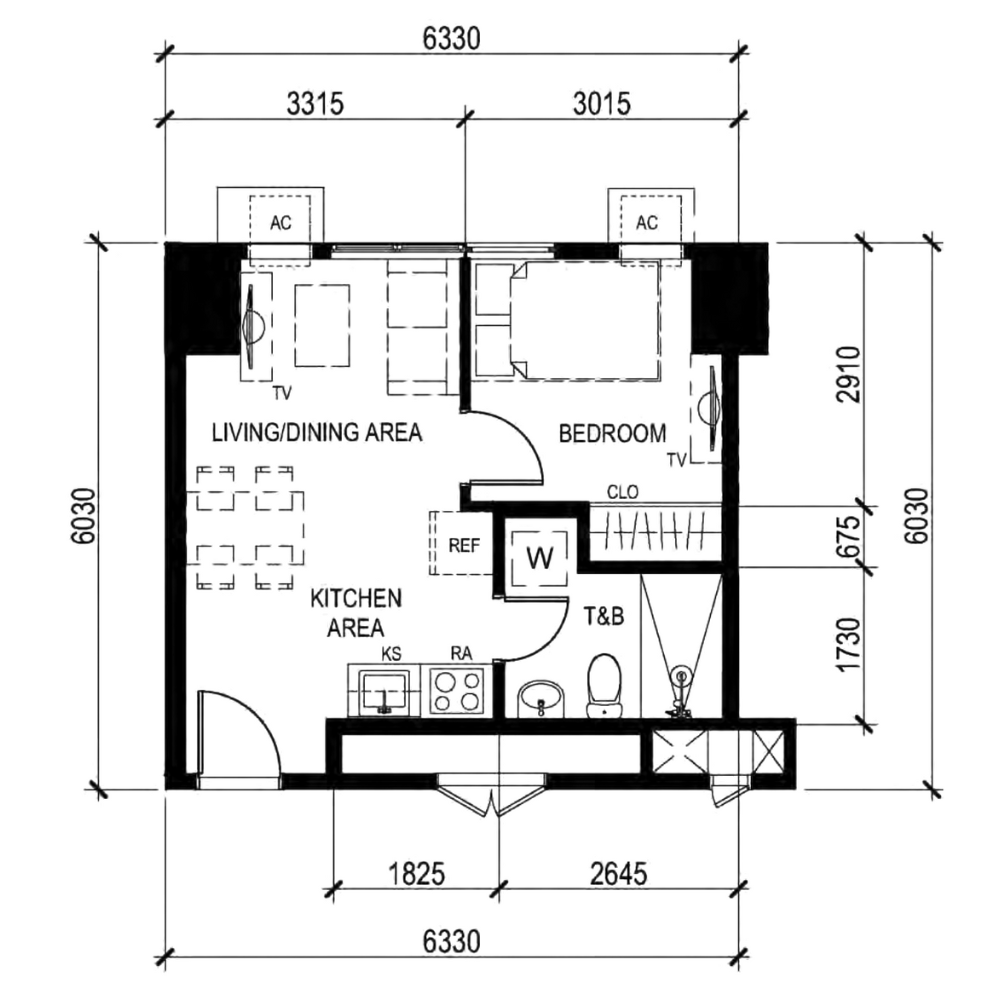 6330
3315
3015
AC
AC
TV
LIVING/DINING AREA
BEDROOM
TV
CLO
2910
6030
6030
675
REF
W
KITCHEN
AREA
T&B
1730
KS
RA
1825
2645
6330